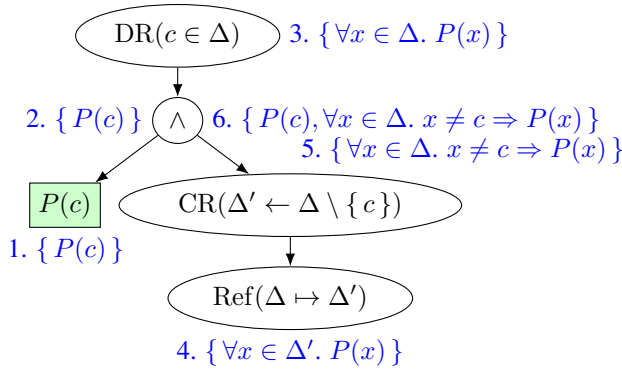 DR(c ∈ Δ) 3. { ∀x ∈ Δ. P(x) }
2. { P(c) } ∧ 6. { P(c), ∀x ∈ Δ. x ≠ c ⇒ P(x) }
5. { ∀x ∈ Δ. x ≠ c ⇒ P(x) }
P(c) CR(Δ′ ← Δ \ { c })
1. { P(c) }
Ref(Δ ↦ Δ′)
4. { ∀x ∈ Δ′. P(x) }